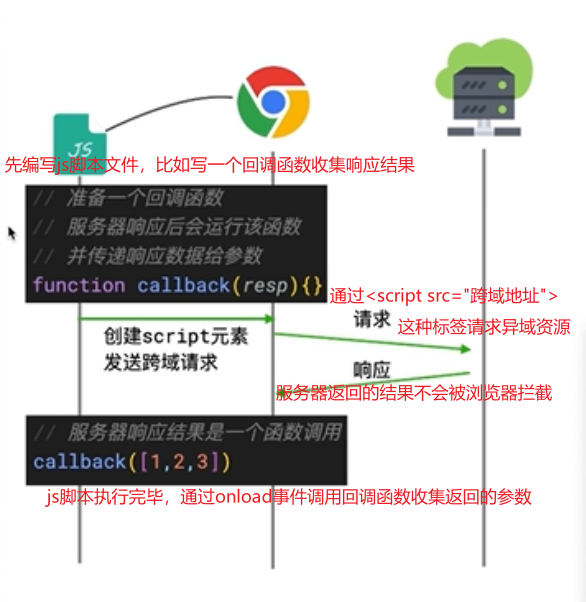 JS
先编写js脚本文件，比如写一个回调函数收集响应结果
// 准备一个回调函数
// 服务器响应后会运行该函数
// 并传递响应数据给参数
function callback(resp){}
通过<script src="跨域地址">
请求
这种标签请求异域资源
创建script元素
发送跨域请求
响应
服务器返回的结果不会被浏览器拦截
// 服务器响应结果是一个函数调用
callback([1,2,3])
js脚本执行完毕，通过onload事件调用回调函数收集返回的参数